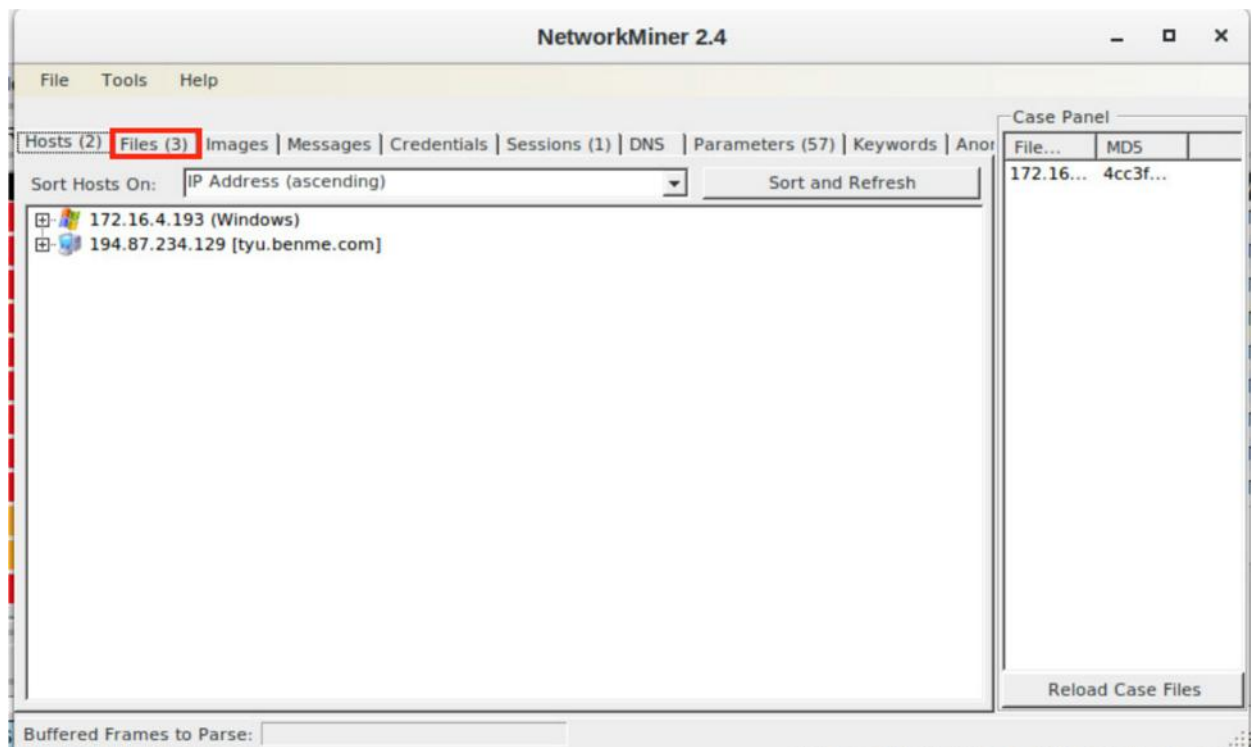 NetworkMiner 2.4
File Tools Help
Hosts (2) Files (3) Images Messages Credentials Sessions (1) DNS Parameters (57) Keywords Anor
Sort Hosts On: IP Address (ascending) Sort and Refresh
172.16.4.193 (Windows)
194.87.234.129 [tyu.benme.com]
Case Panel
File... MD5
172.16... 4cc3f...
Reload Case Files
Buffered Frames to Parse: